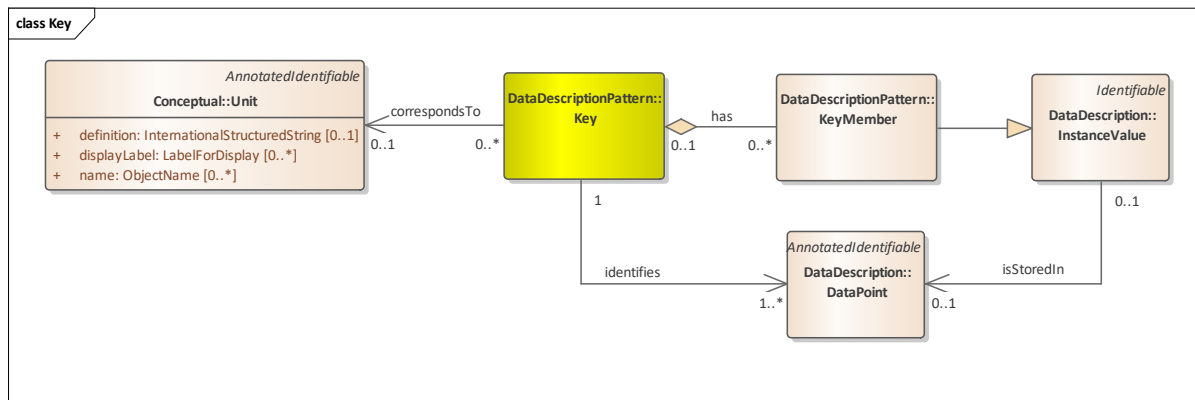 class Key
AnnotatedIdentifiable
Conceptual::Unit
+ definition: InternationalStructuredString [0..1]
+ displayLabel: LabelForDisplay [0..*]
+ name: ObjectName [0..*]
correspondsTo
0..1
0..*
DataDescriptionPattern::
Key
has
0..1
0..*
DataDescriptionPattern::
KeyMember
Identifiable
DataDescription::
InstanceValue
1
identifies
1..*
AnnotatedIdentifiable
DataDescription::
DataPoint
0..1
isStoredIn
0..1